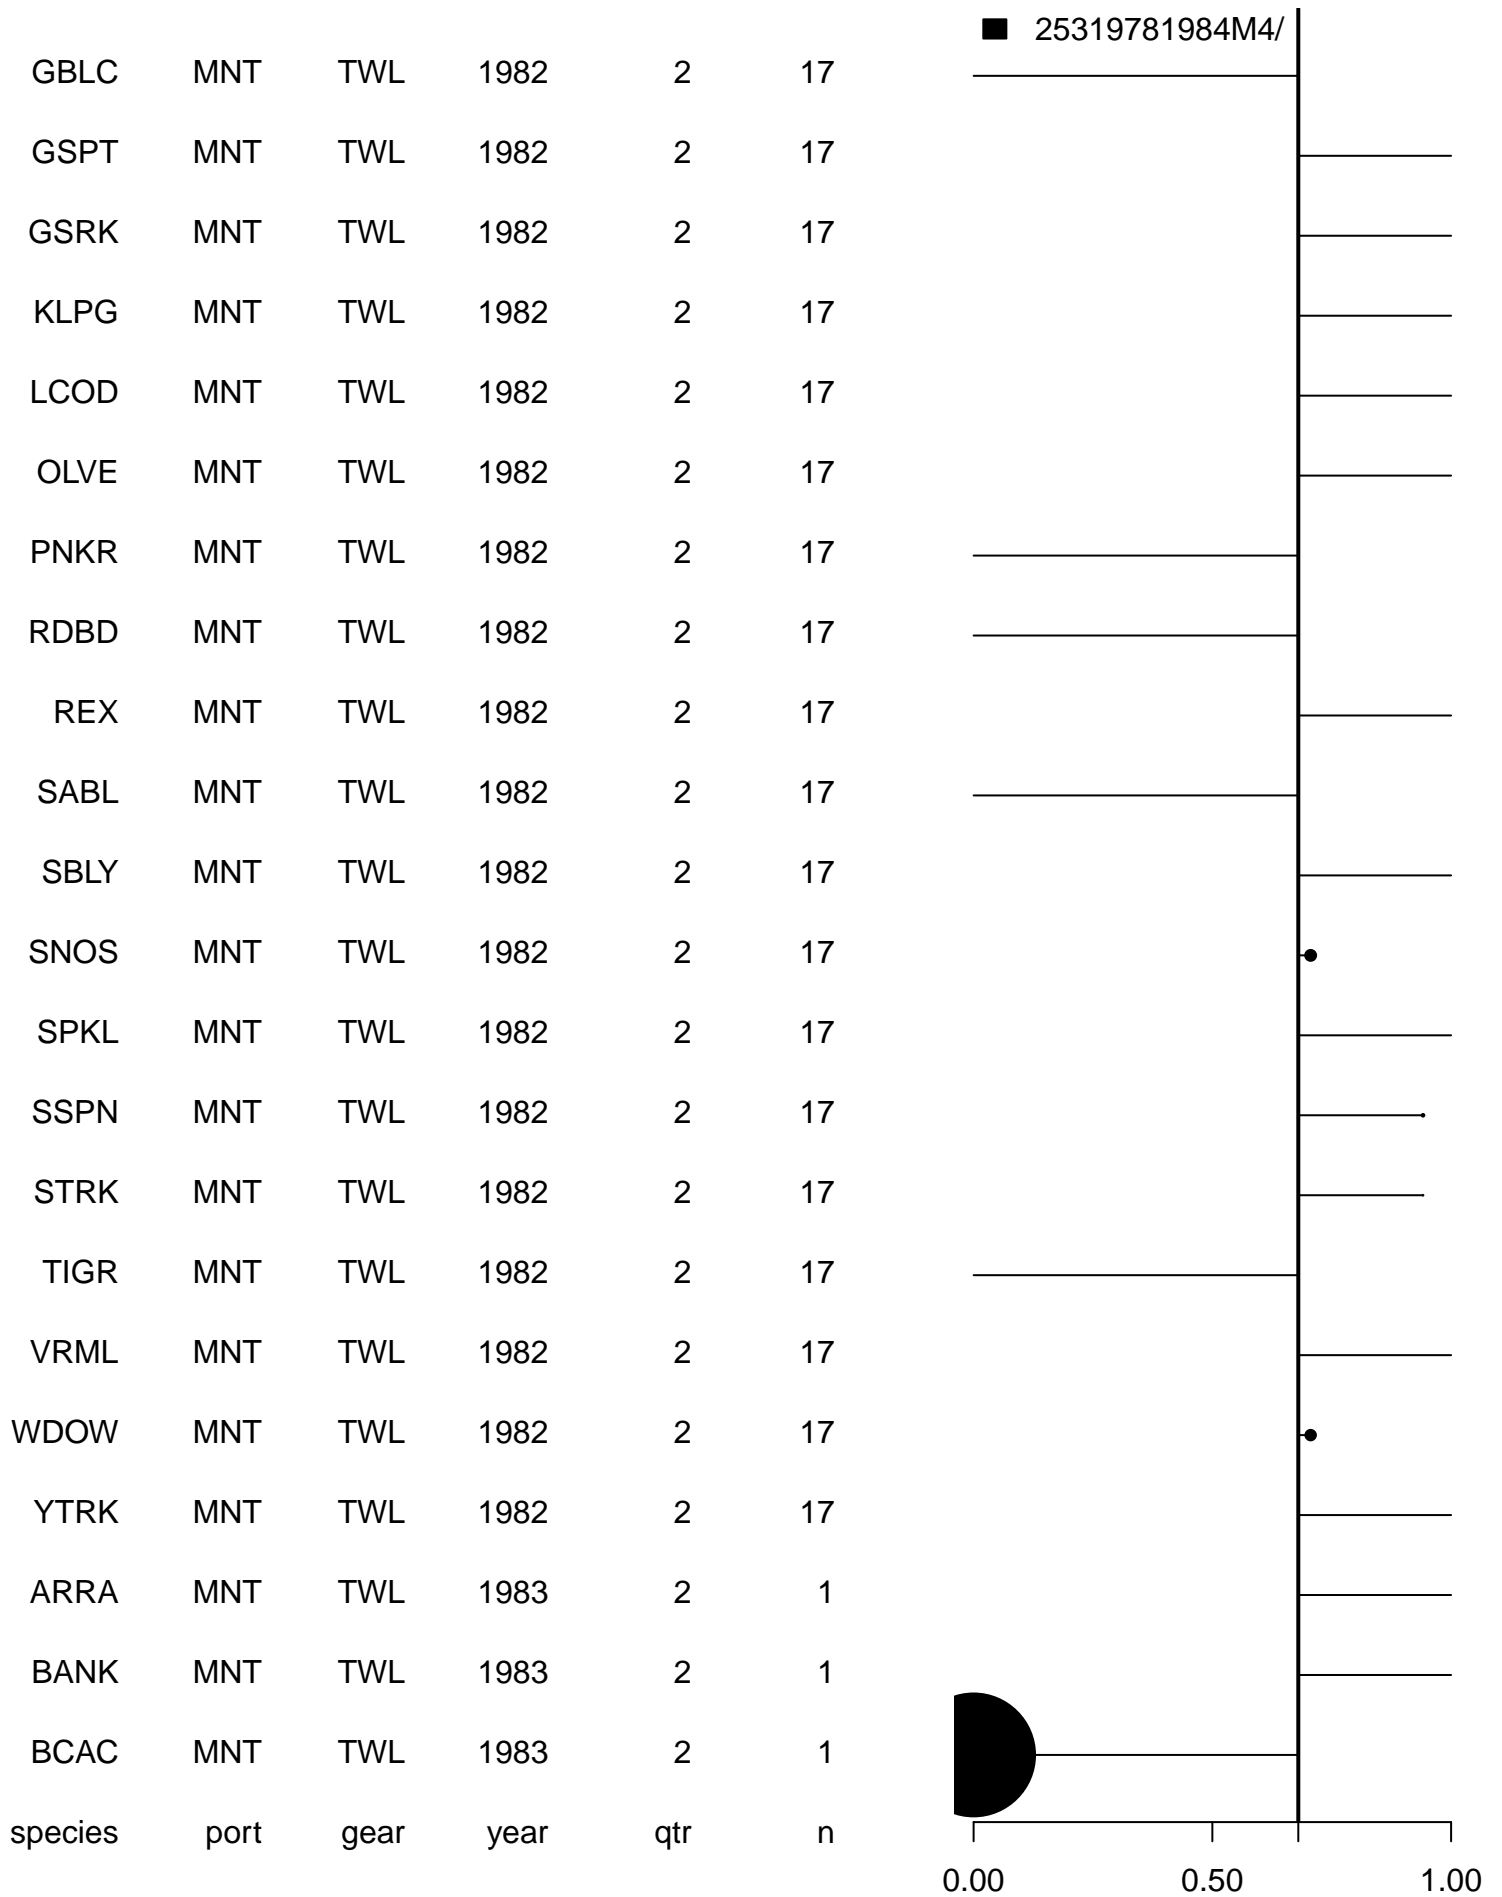 25319781984M4/
GBLC MNT TWL 1982 2 17
GSPT MNT TWL 1982 2 17
GSRK MNT TWL 1982 2 17
KLPG MNT TWL 1982 2 17
LCOD MNT TWL 1982 2 17
OLVE MNT TWL 1982 2 17
PNKR MNT TWL 1982 2 17
RDBD MNT TWL 1982 2 17
REX MNT TWL 1982 2 17
SABL MNT TWL 1982 2 17
SBLY MNT TWL 1982 2 17
SNOS MNT TWL 1982 2 17
SPKL MNT TWL 1982 2 17
SSPN MNT TWL 1982 2 17
STRK MNT TWL 1982 2 17
TIGR MNT TWL 1982 2 17
VRML MNT TWL 1982 2 17
WDOW MNT TWL 1982 2 17
YTRK MNT TWL 1982 2 17
ARRA MNT TWL 1983 2 1
BANK MNT TWL 1983 2 1
BCAC MNT TWL 1983 2 1
species port gear year qtr n
0.00 0.50 1.00